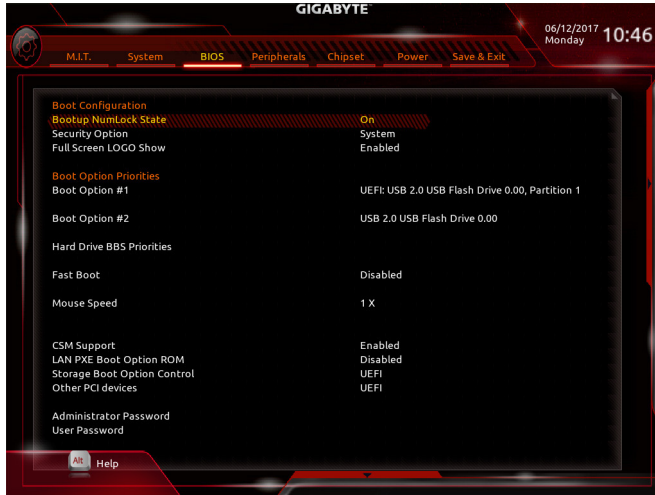 GIGABYTE
06/12/2017 10:46
Monday
M.I.T. System BIOS Peripherals Chipset Power Save & Exit
Boot Configuration
Bootup NumLock State On
Security Option System
Full Screen LOGO Show Enabled
Boot Option Priorities
Boot Option #1 UEFI: USB 2.0 USB Flash Drive 0.00, Partition 1
Boot Option #2 USB 2.0 USB Flash Drive 0.00
Hard Drive BBS Priorities
Fast Boot Disabled
Mouse Speed 1 X
CSM Support Enabled
LAN PXE Boot Option ROM Disabled
Storage Boot Option Control UEFI
Other PCI devices UEFI
Administrator Password
User Password
Alt Help